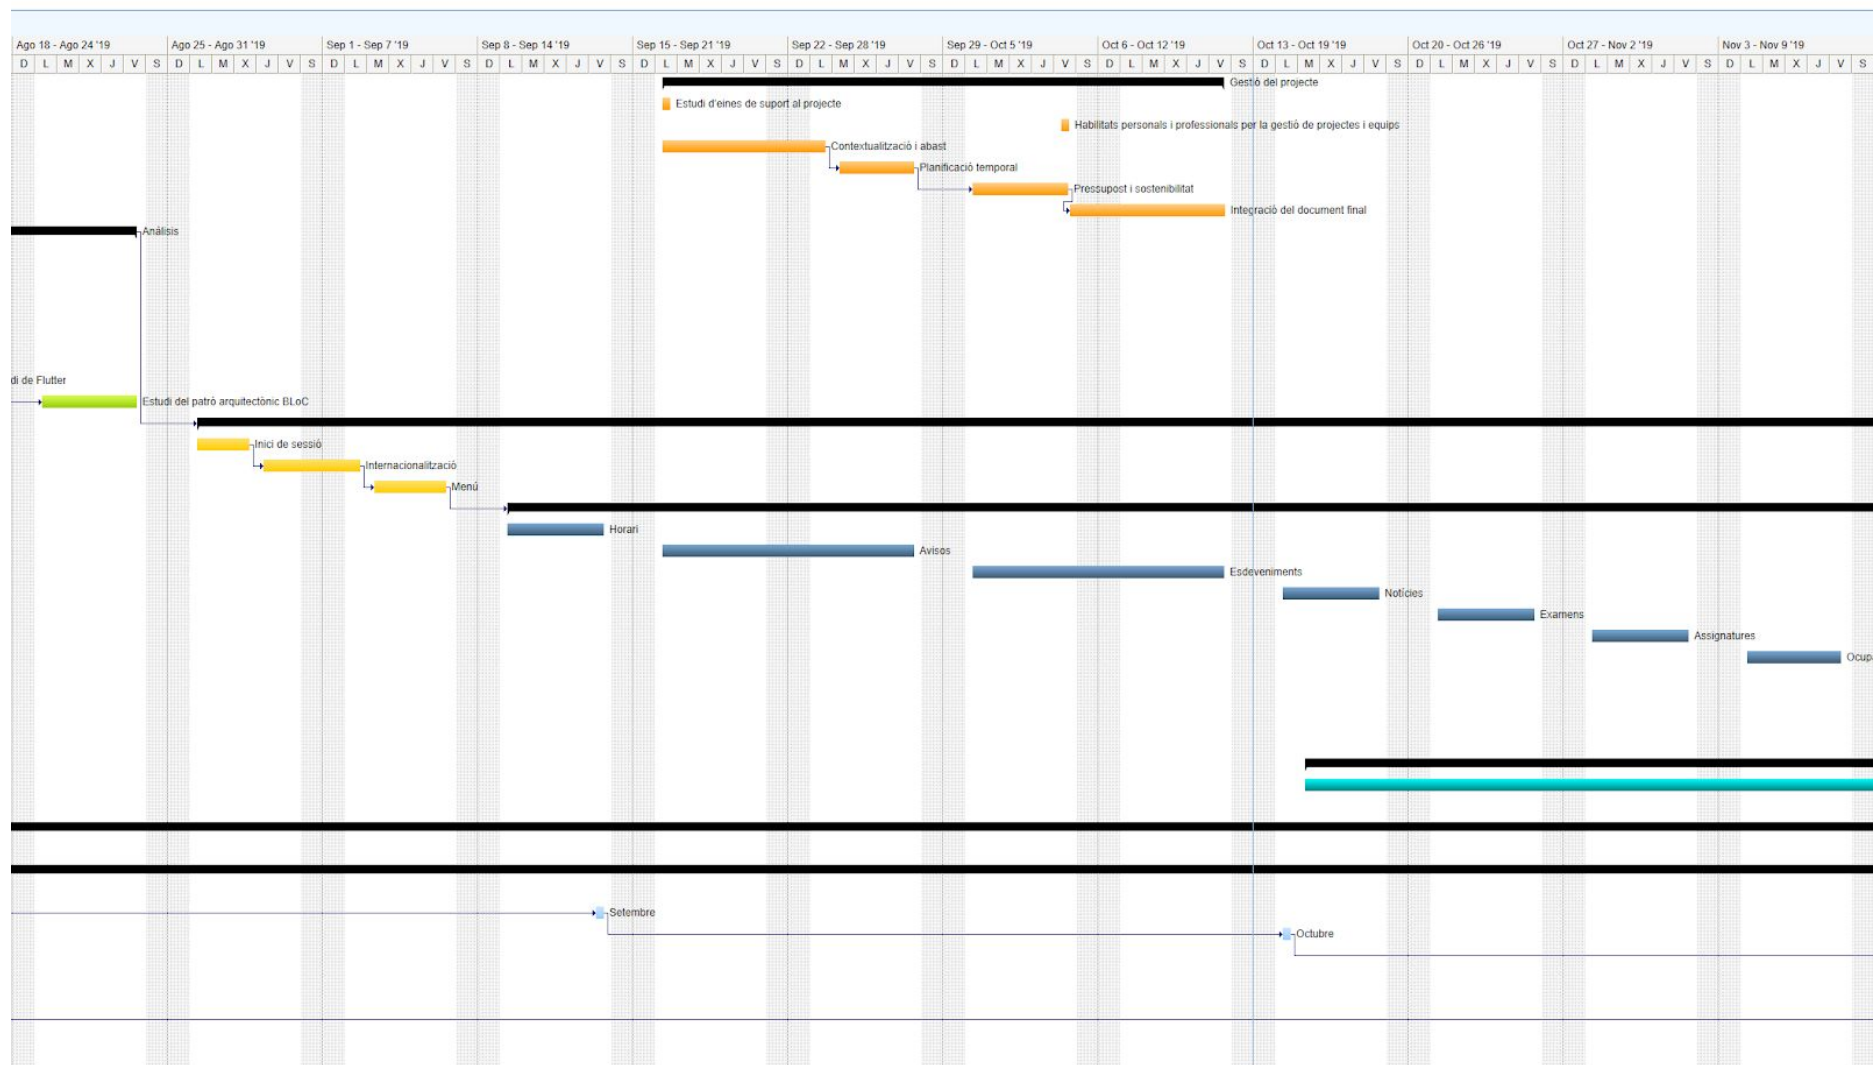 Ago 18 - Ago 24 '19 Ago 25 - Ago 31 '19 Sep 1 - Sep 7 '19 Sep 8 - Sep 14 '19 Sep 15 - Sep 21 '19 Sep 22 - Sep 28 '19 Sep 29 - Oct 5 '19 Oct 6 - Oct 12 '19 Oct 13 - Oct 19 '19 Oct 20 - Oct 26 '19 Oct 27 - Nov 2 '19 Nov 3 - Nov 9 '19
D L M X J V S D L M X J V S D L M X J V S D L M X J V S D L M X J V S D L M X J V S D L M X J V S D L M X J V S D L M X J V S D L M X J V S D L M X J V S D L M X J V S
Gestió del projecte
Estudi d'eines de suport al projecte
Habilitats personals i professionals per la gestió de projectes i equips
Contextualització i abast
Planificació temporal
Pressupost i sostenibilitat
Integració del document final
Análisis
di de Flutter
Estudi del patró arquitectònic BLoC
Inici de sessió
Internacionalització
Menú
Horari
Avisos
Esdeveniments
Notícies
Examens
Assignatures
Ocupa
Setembre
Octubre